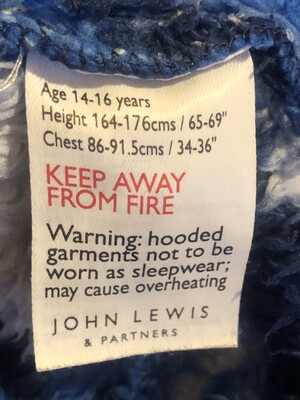 Age 14-16 years
Height 164-176cms / 65-69"
Chest 86-91.5cms / 34-36"
KEEP AWAY
FROM FIRE
Warning: hooded
garments not to be
worn as sleepwear;
may cause overheating
JOHN LEWIS
& PARTNERS